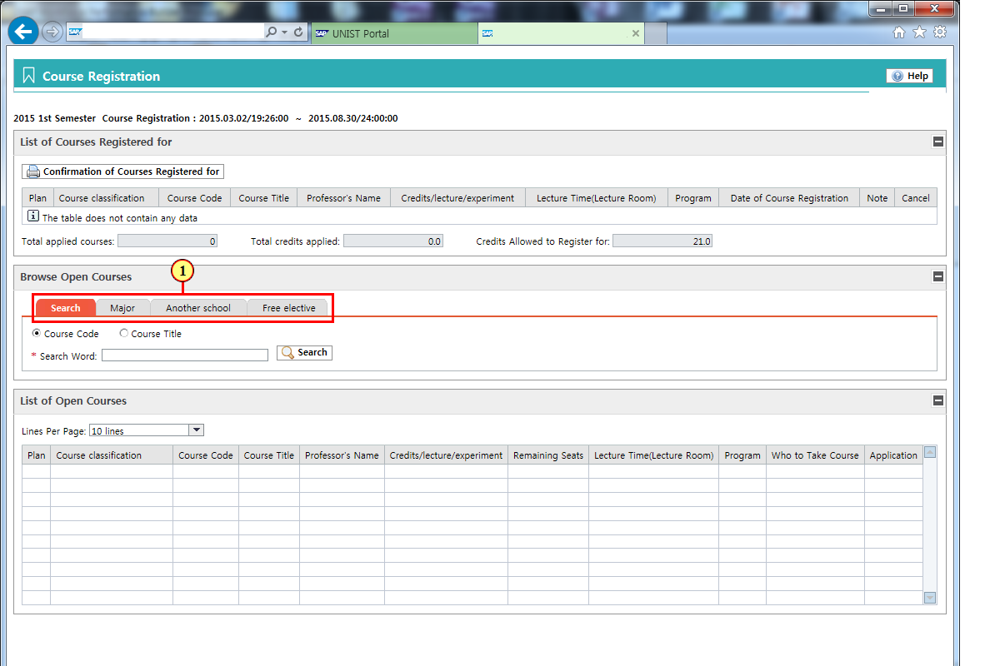 SAP
SAP UNIST Portal
SAP
Course Registration
Help
2015 1st Semester Course Registration : 2015.03.02/19:26:00 ~ 2015.08.30/24:00:00
List of Courses Registered for
Confirmation of Courses Registered for
Plan Course classification Course Code Course Title Professor's Name Credits/lecture/experiment Lecture Time(Lecture Room) Program Date of Course Registration Note Cancel
The table does not contain any data
Total applied courses: 0 Total credits applied: 0.0 Credits Allowed to Register for: 21.0
Browse Open Courses
1
Search Major Another school Free elective
Course Code Course Title
* Search Word: Search
List of Open Courses
Lines Per Page: 10 lines
Plan Course classification Course Code Course Title Professor's Name Credits/lecture/experiment Remaining Seats Lecture Time(Lecture Room) Program Who to Take Course Application